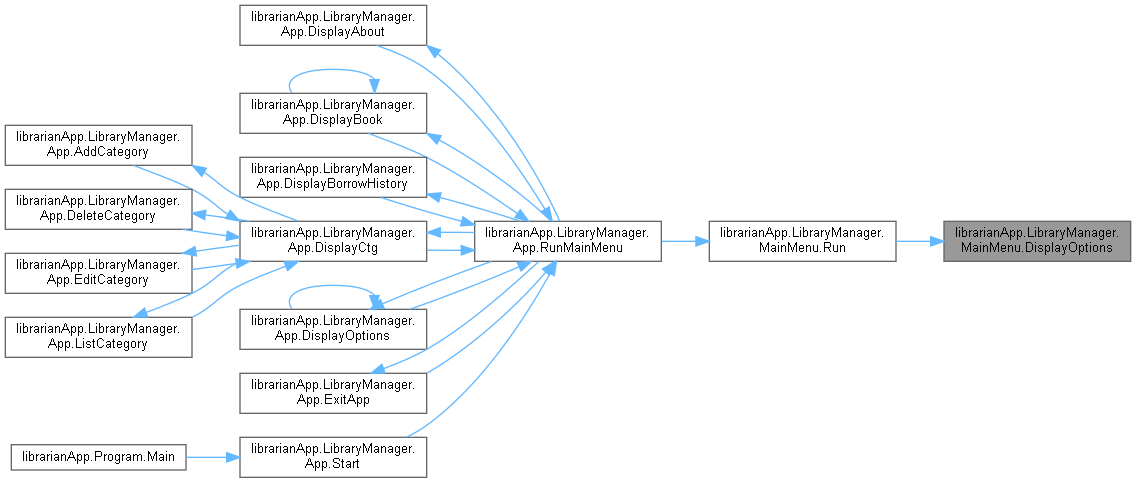 librarianApp.LibraryManager.
App.DisplayAbout
librarianApp.LibraryManager.
App.DisplayBook
librarianApp.LibraryManager.
App.AddCategory
librarianApp.LibraryManager.
App.DisplayBorrowHistory
librarianApp.LibraryManager.
App.DeleteCategory
librarianApp.LibraryManager.
App.DisplayCtg
librarianApp.LibraryManager.
App.RunMainMenu
librarianApp.LibraryManager.
MainMenu.Run
librarianApp.LibraryManager.
MainMenu.DisplayOptions
librarianApp.LibraryManager.
App.EditCategory
librarianApp.LibraryManager.
App.DisplayOptions
librarianApp.LibraryManager.
App.ListCategory
librarianApp.LibraryManager.
App.ExitApp
librarianApp.Program.Main
librarianApp.LibraryManager.
App.Start